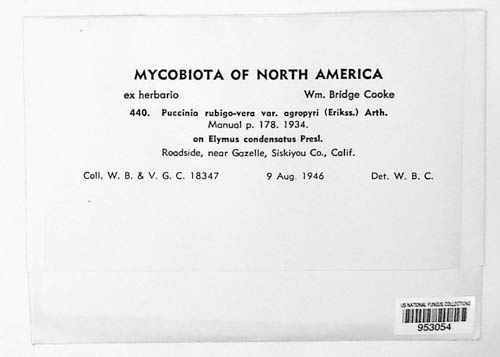 MYCOBIOTA OF NORTH AMERICA
ex herbario Wm. Bridge Cooke
440. Puccinia rubigo-vera var. agropyri (Erikss.) Arth.
Manual p. 178. 1934.
on Elymus condensatus Presl.
Roadside, near Gazelle, Siskiyou Co., Calif.
Coll. W. B. & V. G. C. 18347 9 Aug. 1946 Det. W. B. C.
US NATIONAL FUNGUS COLLECTIONS
953054